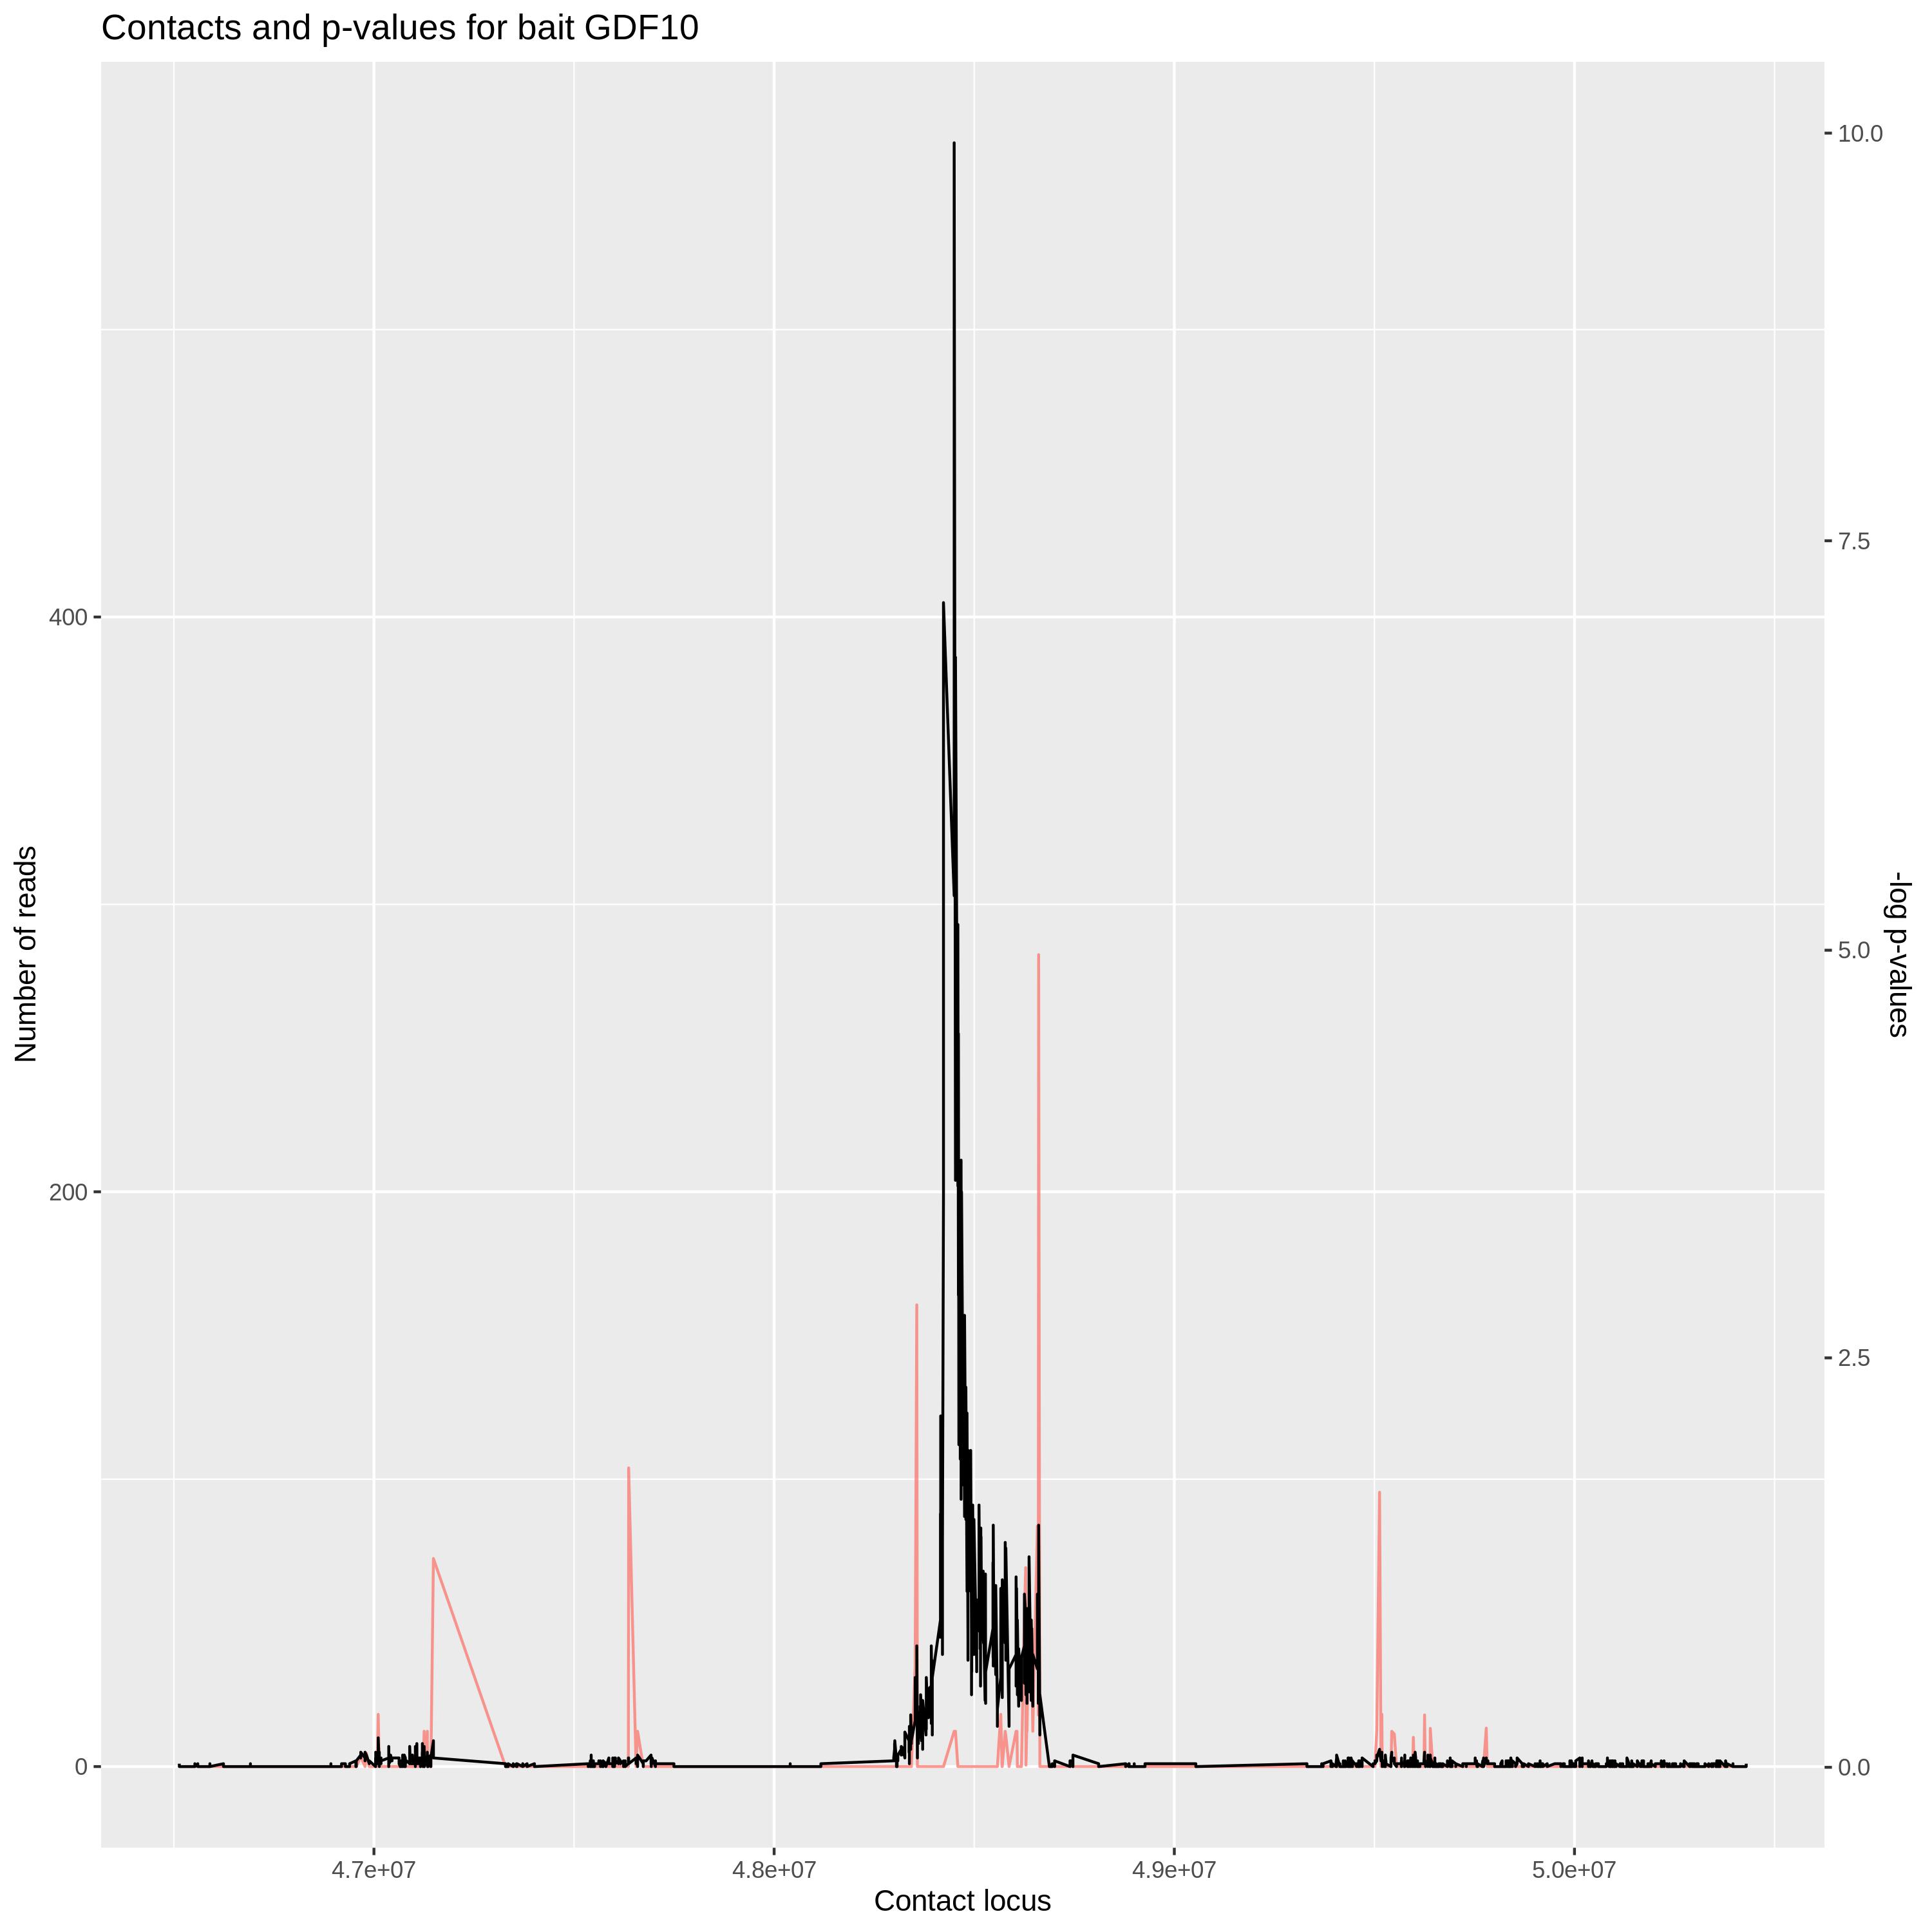 Contacts and p-values for bait GDF10
Number of reads
400
200
0
10.0
7.5
5.0
2.5
0.0
-log p-values
4.7e+07
4.8e+07
4.9e+07
5.0e+07
Contact locus